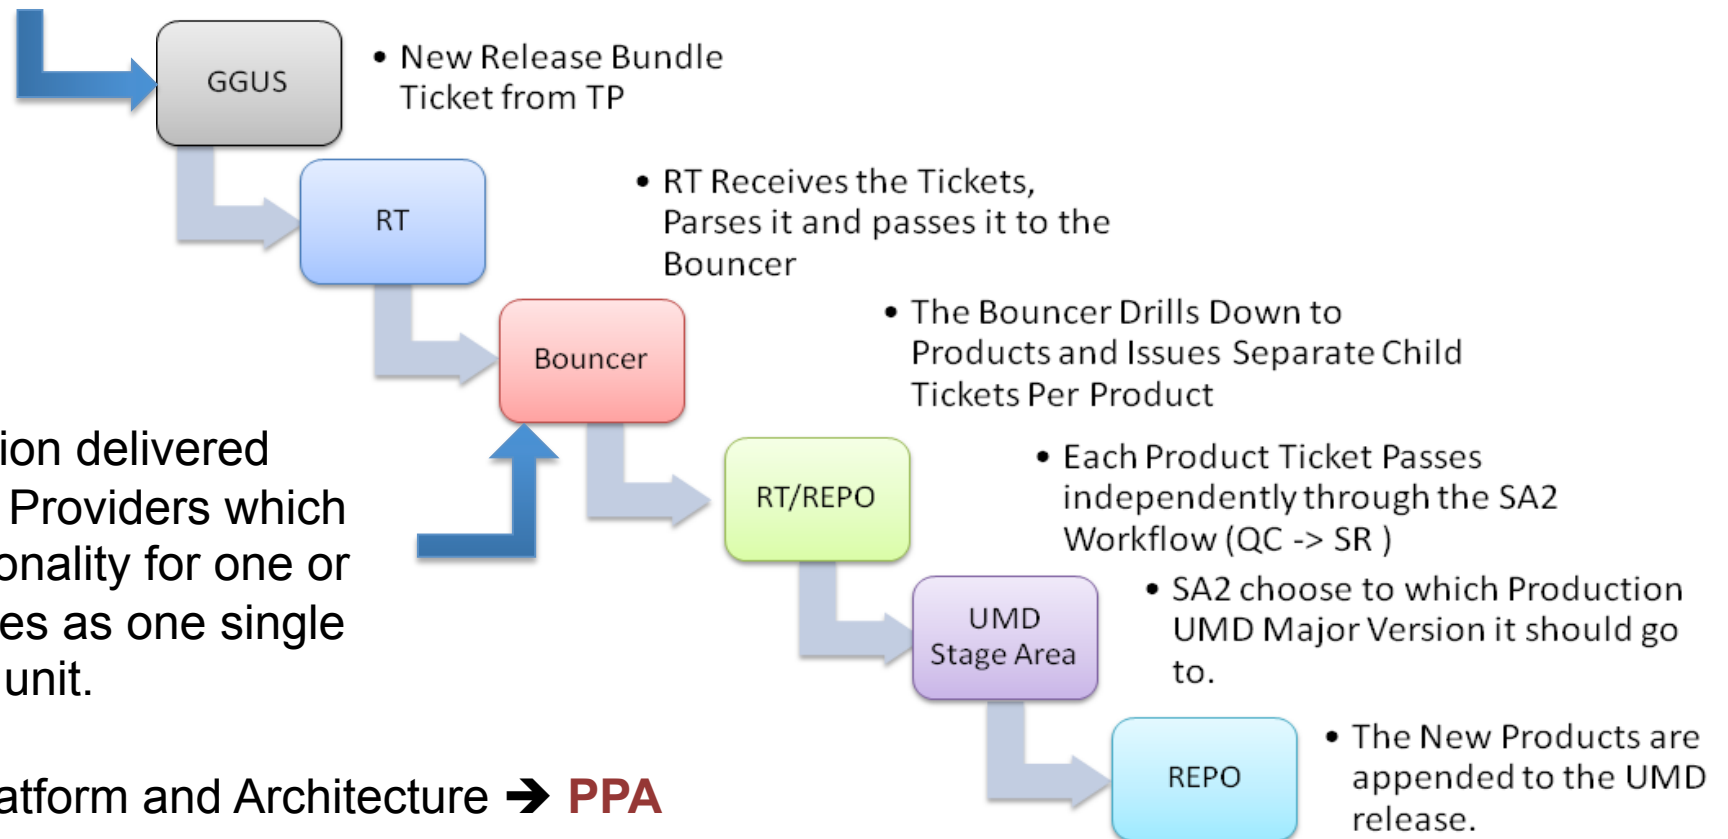 GGUS
• New Release Bundle
Ticket from TP
RT
• RT Receives the Tickets,
Parses it and passes it to the
Bouncer
Bouncer
• The Bouncer Drills Down to
Products and Issues Separate Child
Tickets Per Product
RT/REPO
• Each Product Ticket Passes
independently through the SA2
Workflow (QC -> SR )
UMD
Stage Area
• SA2 choose to which Production
UMD Major Version it should go
to.
REPO
• The New Products are
appended to the UMD
release.
ion delivered
Providers which
onality for one or
es as one single
unit.
atform and Architecture ➔ PPA